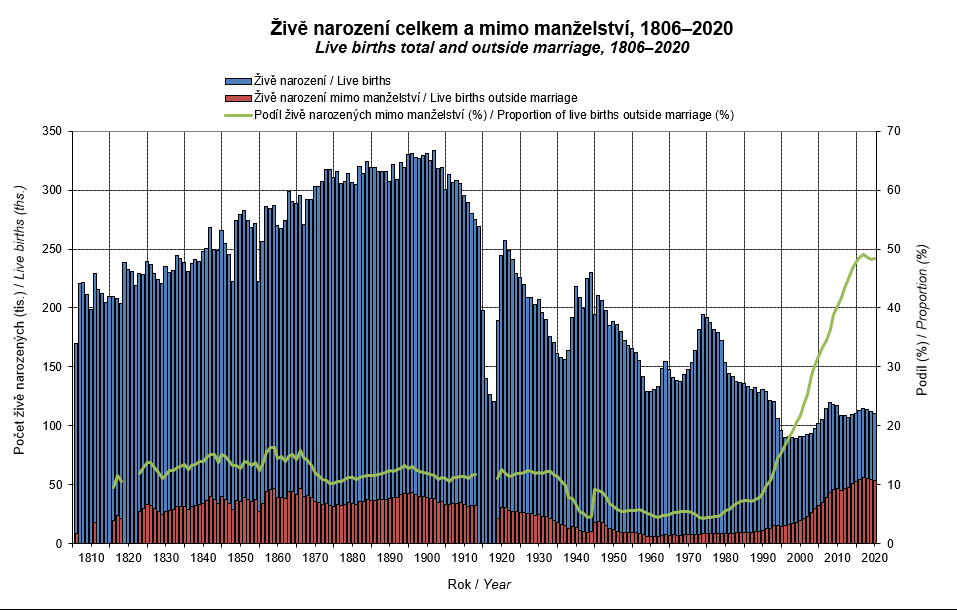 Živě narození celkem a mimo manželství, 1806–2020
Live births total and outside marriage, 1806–2020
Živě narození / Live births
Živě narození mimo manželství / Live births outside marriage
Podíl živě narozených mimo manželství (%) / Proportion of live births outside marriage (%)
350
300
250
200
150
100
50
0
Počet živě narozených (tis.) / Live births (ths.)
70
60
50
40
30
20
10
0
Podíl (%) / Proportion (%)
1810 1820 1830 1840 1850 1860 1870 1880 1890 1900 1910 1920 1930 1940 1950 1960 1970 1980 1990 2000 2010 2020
Rok / Year